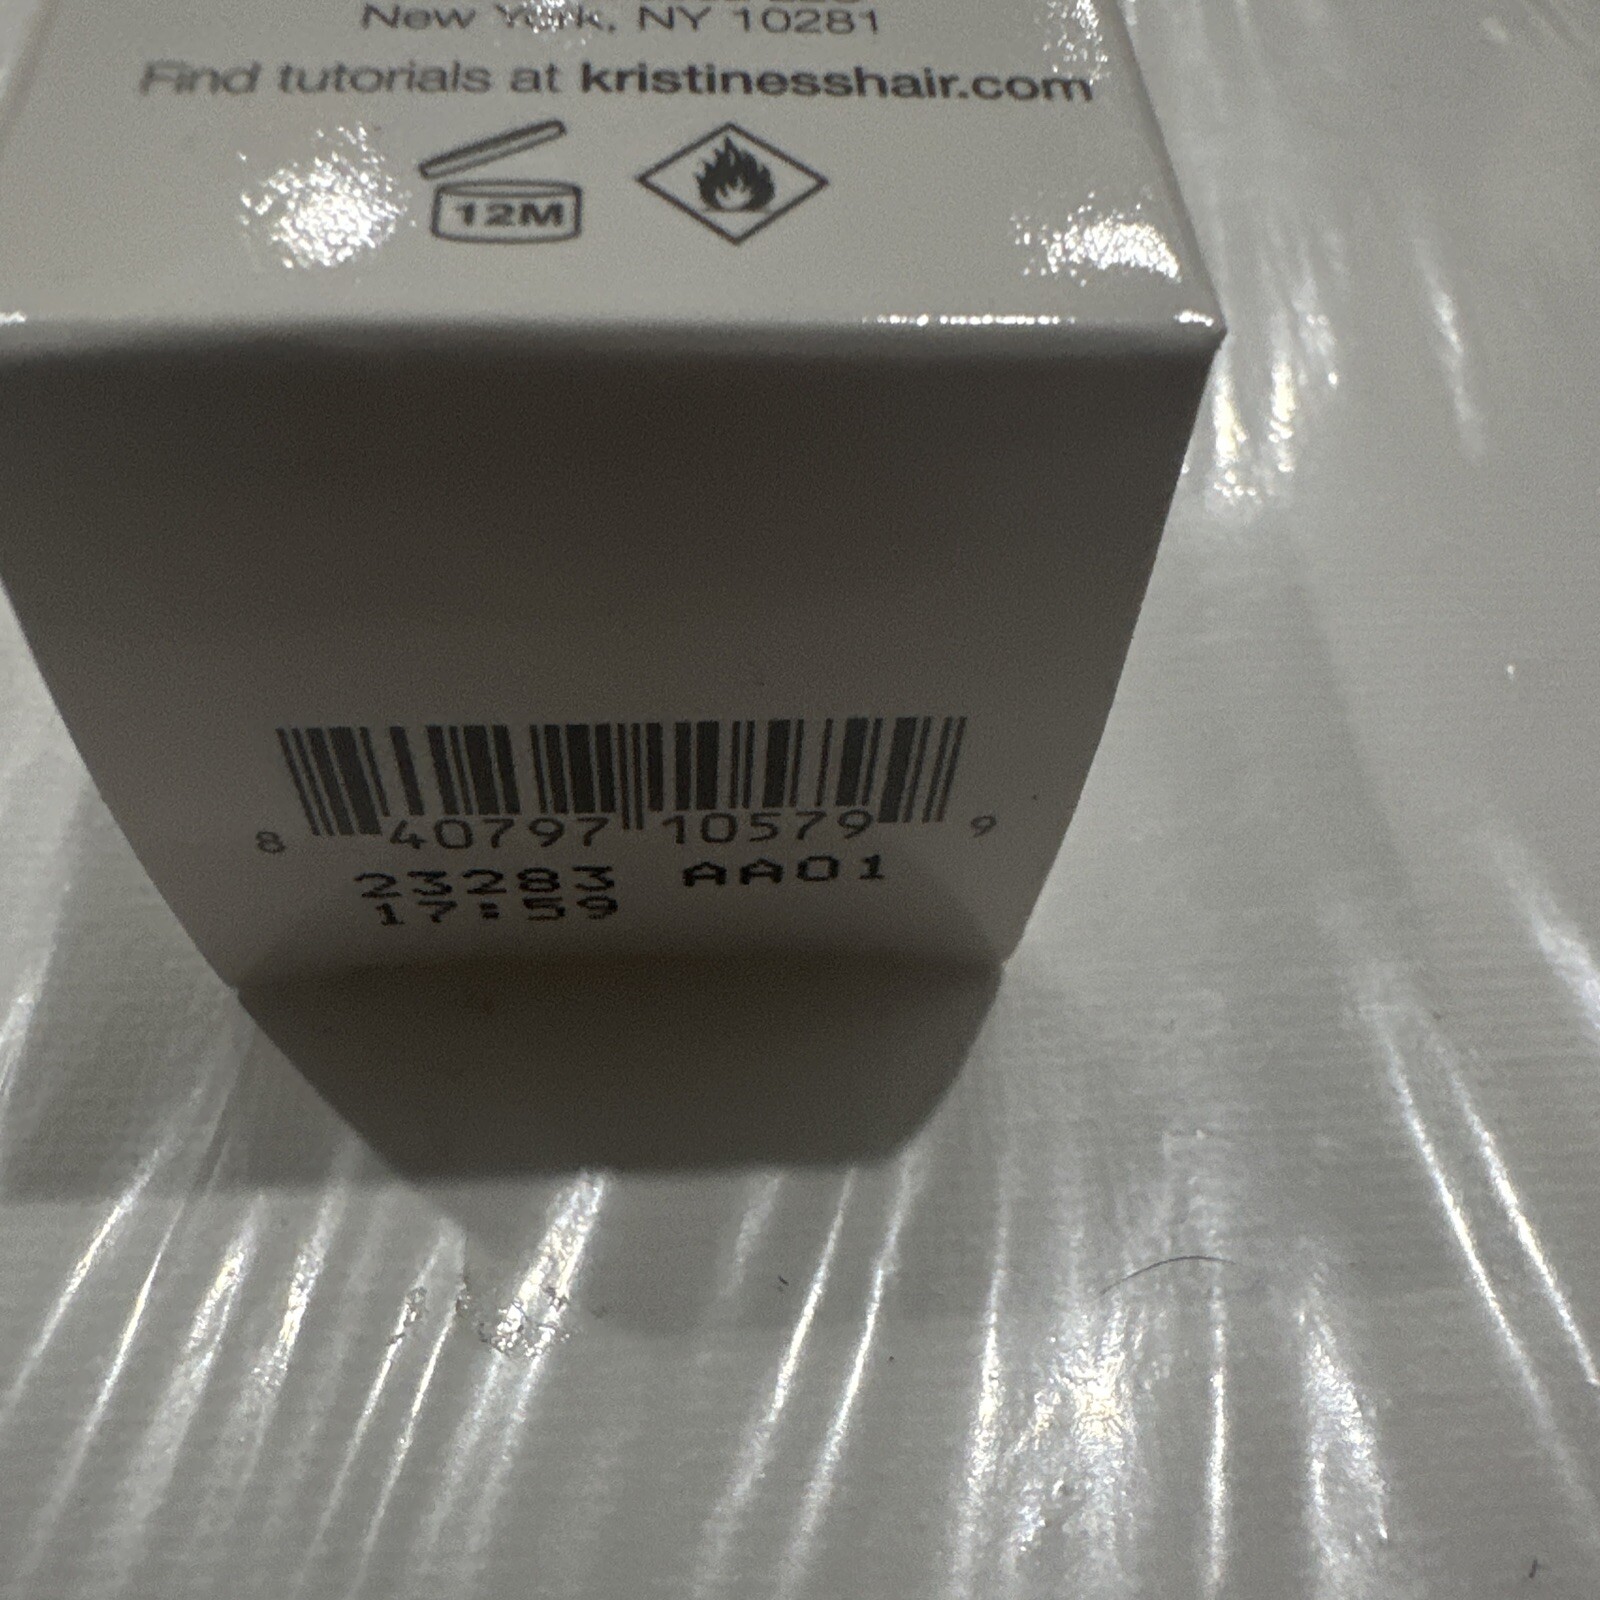 New York, NY 10281
Find tutorials at kristinesshair.com
12M
8 40797 10579 9
23283 AA01
17:59